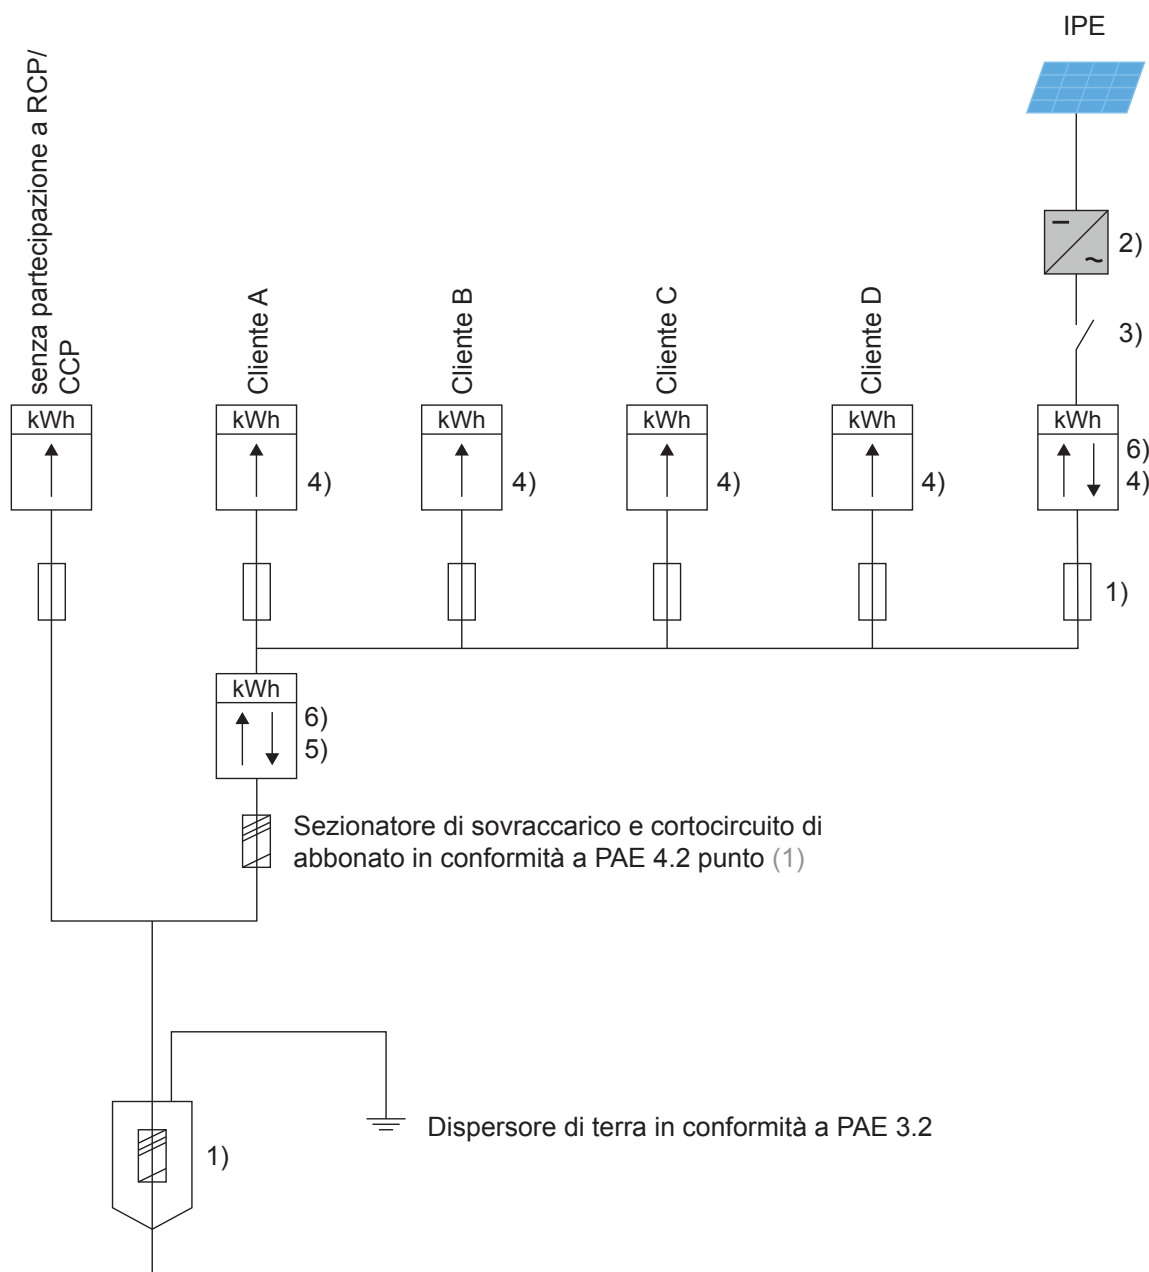 IPE
senza partecipazione a RCP/
CCP
Cliente A
Cliente B
Cliente C
Cliente D
2)
3)
kWh
kWh
4)
kWh
4)
kWh
4)
kWh
4)
kWh
6)
4)
1)
kWh
6)
5)
Sezionatore di sovraccarico e cortocircuito di
abbonato in conformità a PAE 4.2 punto (1)
Dispersore di terra in conformità a PAE 3.2
1)